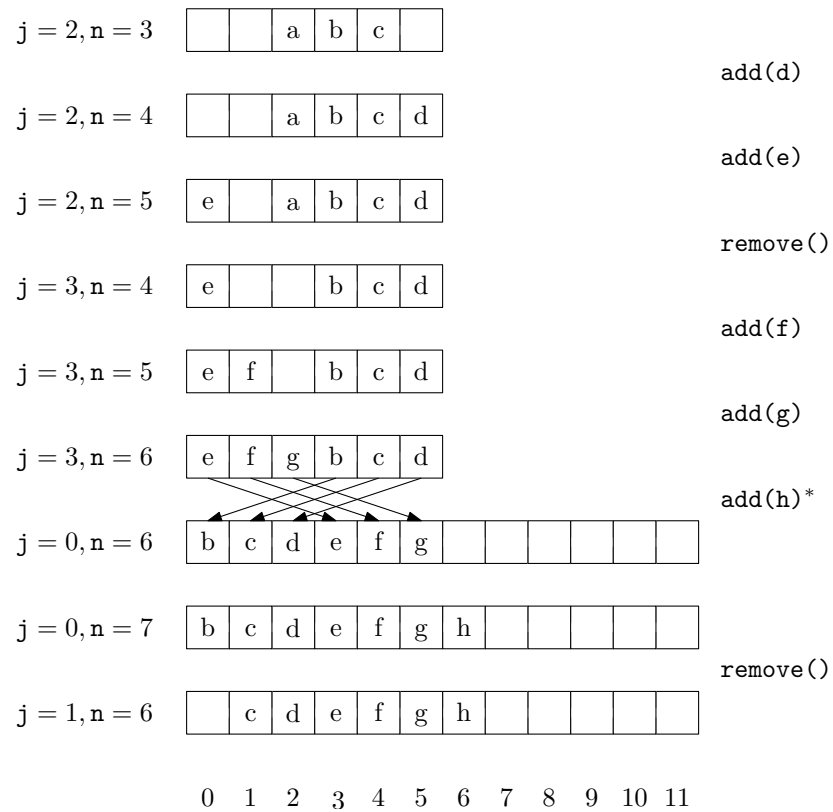 j = 2, n = 3 a b c
add(d)
j = 2, n = 4 a b c d
add(e)
j = 2, n = 5 e a b c d
remove()
j = 3, n = 4 e b c d
add(f)
j = 3, n = 5 e f b c d
add(g)
j = 3, n = 6 e f g b c d
add(h)*
j = 0, n = 6 b c d e f g
j = 0, n = 7 b c d e f g h
remove()
j = 1, n = 6 c d e f g h
0 1 2 3 4 5 6 7 8 9 10 11